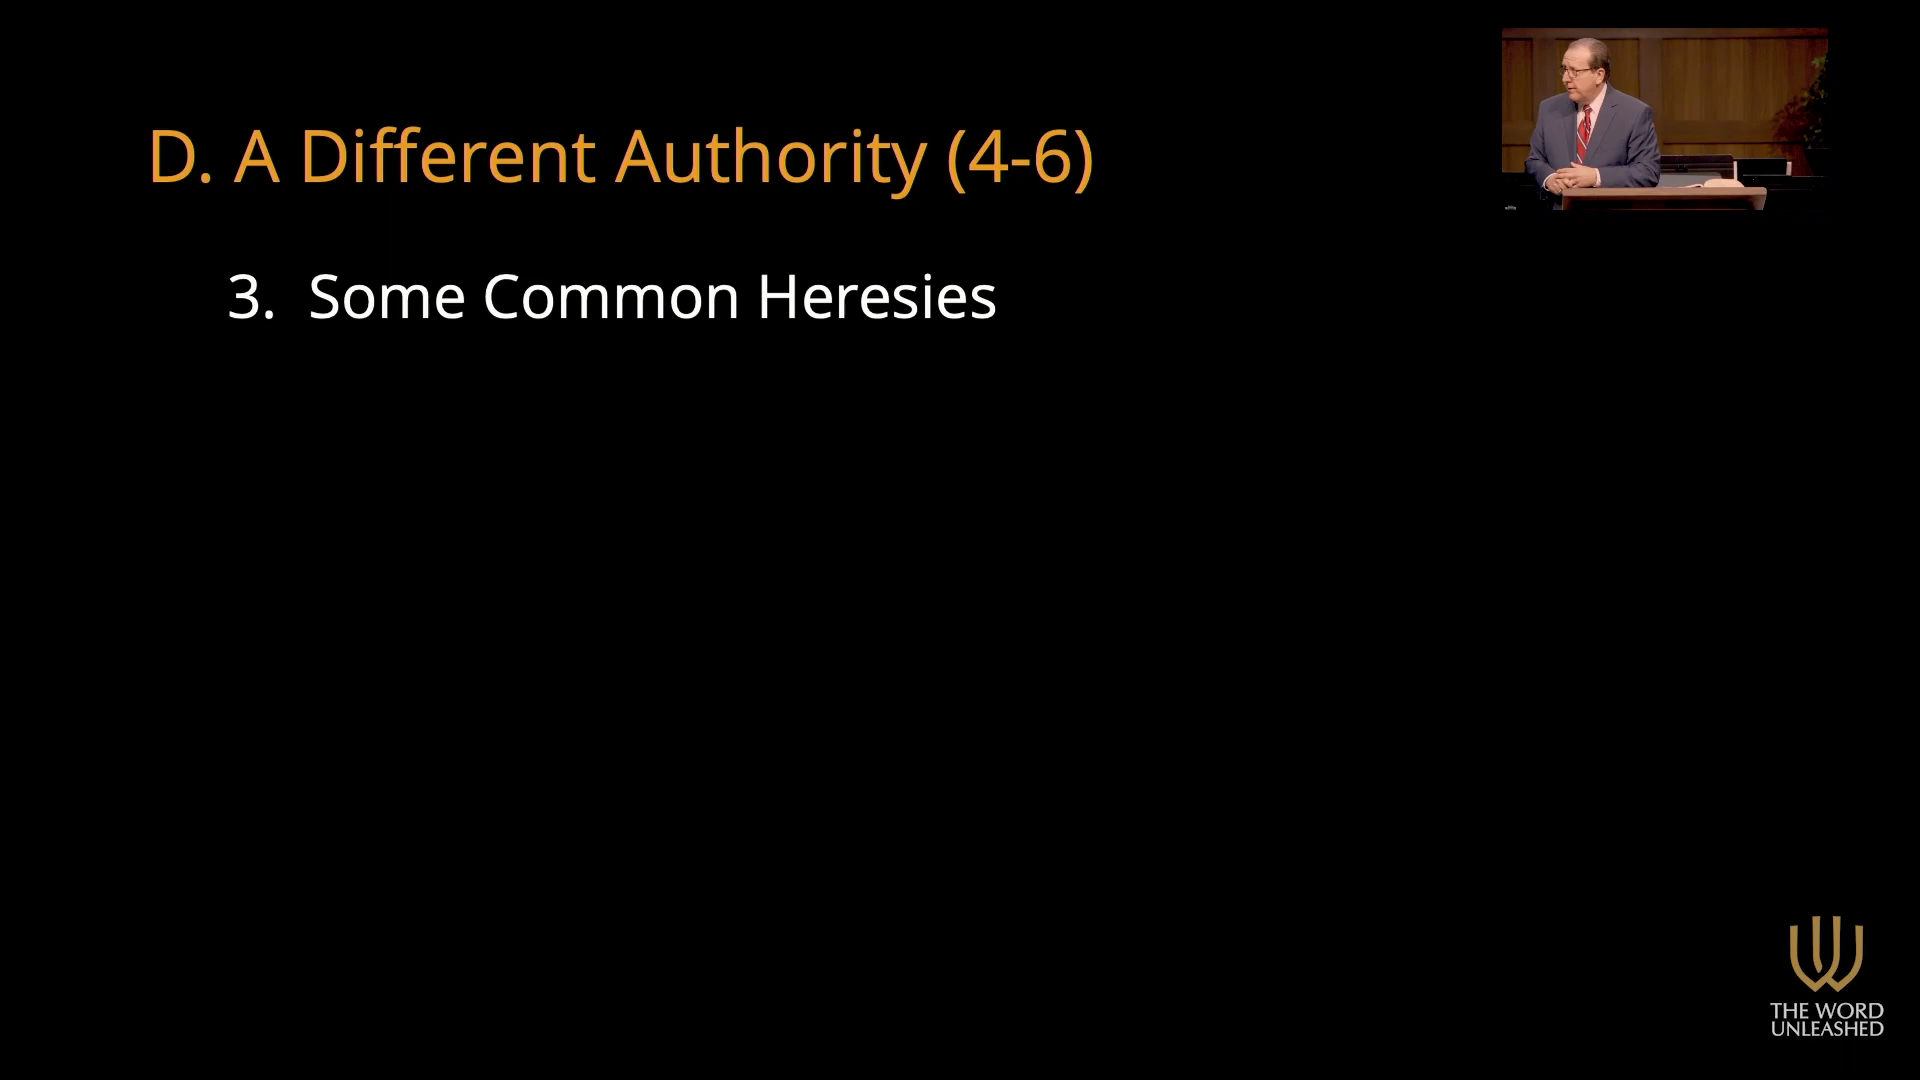 D. A Different Authority (4-6)
3. Some Common Heresies
THE WORD
UNLEASHED